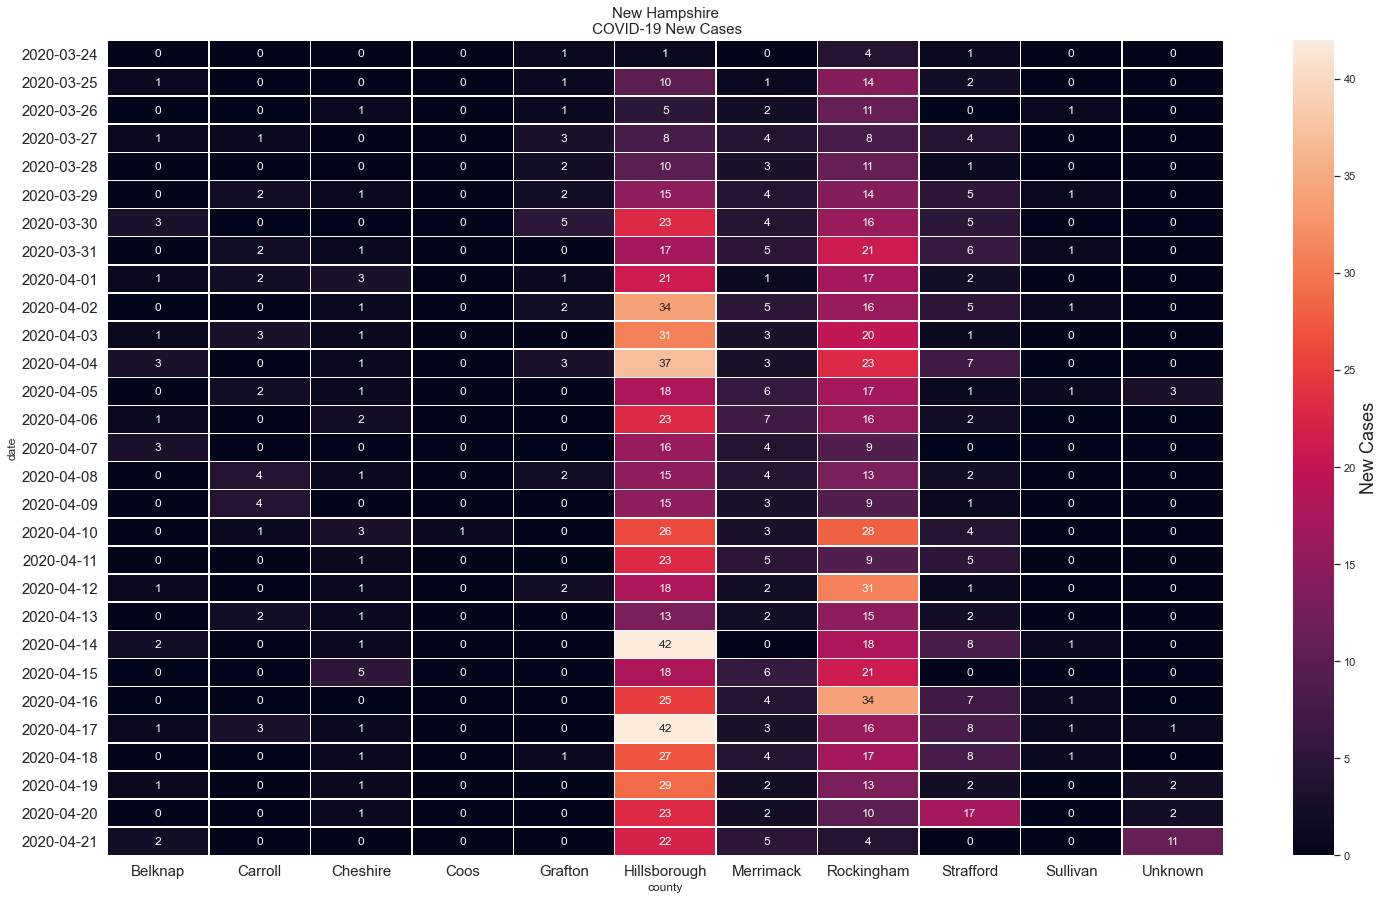 New Hampshire
COVID-19 New Cases
2020-03-24 0 0 0 0 1 1 0 4 1 0 0
2020-03-25 1 0 0 0 1 10 1 14 2 0 0
2020-03-26 0 0 1 0 1 5 2 11 0 1 0
2020-03-27 1 1 0 0 3 8 4 8 4 0 0
2020-03-28 0 0 0 0 2 10 3 11 1 0 0
2020-03-29 0 2 1 0 2 15 4 14 5 1 0
2020-03-30 3 0 0 0 5 23 4 16 5 0 0
2020-03-31 0 2 1 0 0 17 5 21 6 1 0
2020-04-01 1 2 3 0 1 21 1 17 2 0 0
2020-04-02 0 0 1 0 2 34 5 16 5 1 0
2020-04-03 1 3 1 0 0 31 3 20 1 0 0
2020-04-04 3 0 1 0 3 37 3 23 7 0 0
2020-04-05 0 2 1 0 0 18 6 17 1 1 3
2020-04-06 1 0 2 0 0 23 7 16 2 0 0
2020-04-07 3 0 0 0 0 16 4 9 0 0 0
2020-04-08 0 4 1 0 2 15 4 13 2 0 0
2020-04-09 0 4 0 0 0 15 3 9 1 0 0
2020-04-10 0 1 3 1 0 26 3 28 4 0 0
2020-04-11 0 0 1 0 0 23 5 9 5 0 0
2020-04-12 1 0 1 0 2 18 2 31 1 0 0
2020-04-13 0 2 1 0 0 13 2 15 2 0 0
2020-04-14 2 0 1 0 0 42 0 18 8 1 0
2020-04-15 0 0 5 0 0 18 6 21 0 0 0
2020-04-16 0 0 0 0 0 25 4 34 7 1 0
2020-04-17 1 3 1 0 0 42 3 16 8 1 1
2020-04-18 0 0 1 0 1 27 4 17 8 1 0
2020-04-19 1 0 1 0 0 29 2 13 2 0 2
2020-04-20 0 0 1 0 0 23 2 10 17 0 2
2020-04-21 2 0 0 0 0 22 5 4 0 0 11
Belknap Carroll Cheshire Coos Grafton Hillsborough Merrimack Rockingham Strafford Sullivan Unknown
county
date
40
35
30
25
20
15
10
5
0
New Cases